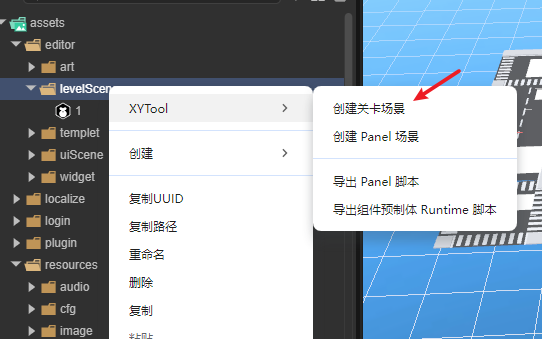 assets
editor
art
levelScen
1
templet
uiScene
widget
localize
login
plugin
resources
audio
cfg
image
XYTool
创建
复制UUID
复制路径
重命名
删除
复制
粘贴
创建关卡场景
创建 Panel 场景
导出 Panel 脚本
导出组件预制体 Runtime 脚本